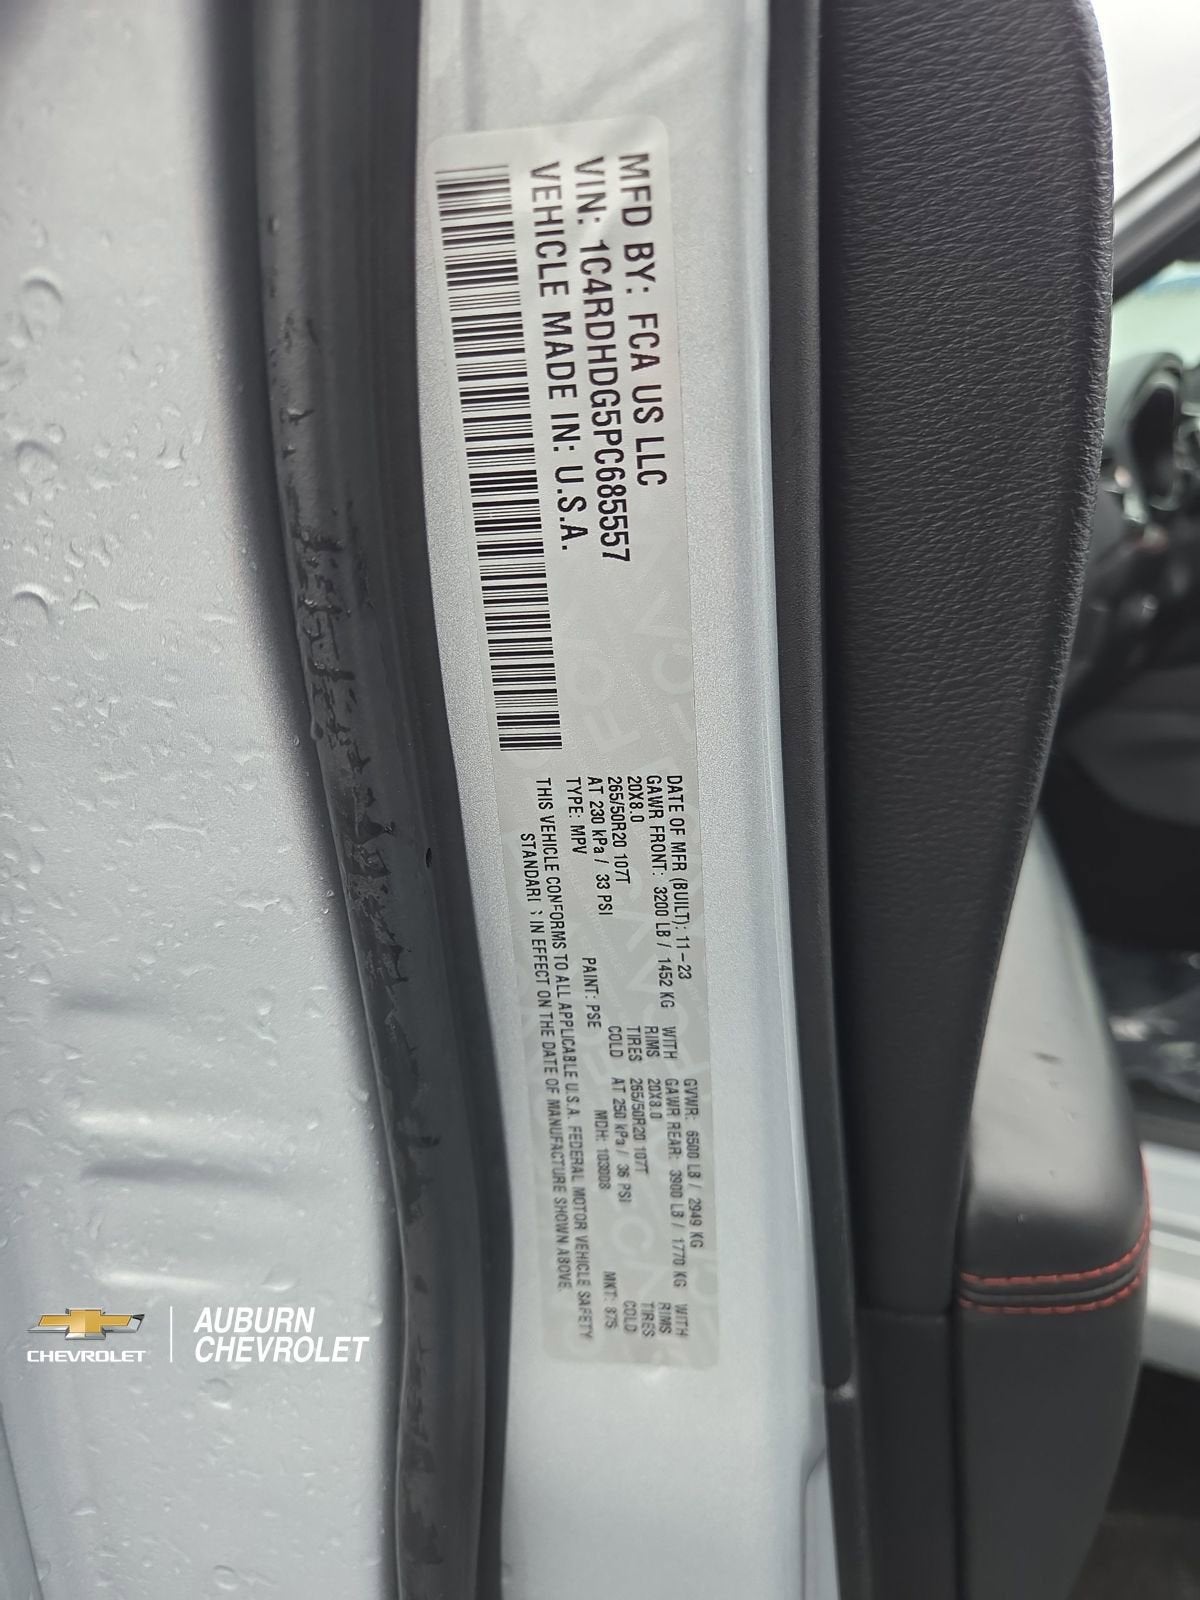 MFD BY: FCA US LLC
VIN: 1C4RDHDG5PC685557
VEHICLE MADE IN: U.S.A.
DATE OF MFR (BUILT): 11-23 GVWR: 6500 LB / 2949 KG
GAWR FRONT: 3200 LB / 1452 KG WITH GAWR REAR: 3900 LB / 1770 KG WITH
20X8.0 RIMS 20X8.0 RIMS
265/50R20 107T TIRES 265/50R20 107T TIRES
AT 230 kPa / 33 PSI COLD AT 250 kPa / 36 PSI COLD
TYPE: MPV PAINT: PSE MDH: 103008 MKT: 875
THIS VEHICLE CONFORMS TO ALL APPLICABLE U.S.A. FEDERAL MOTOR VEHICLE SAFETY
IN EFFECT ON THE DATE OF MANUFACTURE SHOWN ABOVE.
CHEVROLET
AUBURN
CHEVROLET